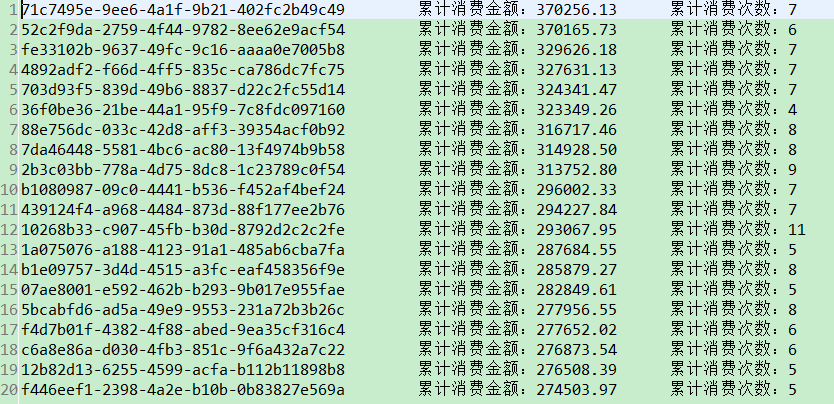 1 71c7495e-9ee6-4a1f-9b21-402fc2b49c49 累计消费金额：370256.13 累计消费次数：7
2 52c2f9da-2759-4f44-9782-8ee62e9acf54 累计消费金额：370165.73 累计消费次数：6
3 fe33102b-9637-49fc-9c16-aaaa0e7005b8 累计消费金额：329626.18 累计消费次数：7
4 4892adf2-f66d-4ff5-835c-ca786dc7fc75 累计消费金额：327631.13 累计消费次数：7
5 703d93f5-839d-49b6-8837-d22c2fc55d14 累计消费金额：324341.47 累计消费次数：7
6 36f0be36-21be-44a1-95f9-7c8fdc097160 累计消费金额：323349.26 累计消费次数：4
7 88e756dc-033c-42d8-aff3-39354acf0b92 累计消费金额：316717.46 累计消费次数：8
8 7da46448-5581-4bc6-ac80-13f4974b9b58 累计消费金额：314928.50 累计消费次数：8
9 2b3c03bb-778a-4d75-8dc8-1c23789c0f54 累计消费金额：313752.80 累计消费次数：9
10 b1080987-09c0-4441-b536-f452af4bef24 累计消费金额：296002.33 累计消费次数：7
11 439124f4-a968-4484-873d-88f177ee2b76 累计消费金额：294227.84 累计消费次数：7
12 10268b33-c907-45fb-b30d-8792d2c2c2fe 累计消费金额：293067.95 累计消费次数：11
13 1a075076-a188-4123-91a1-485ab6cba7fa 累计消费金额：287684.55 累计消费次数：5
14 b1e09757-3d4d-4515-a3fc-eaf458356f9e 累计消费金额：285879.27 累计消费次数：8
15 07ae8001-e592-462b-b293-9b017e955fae 累计消费金额：282849.61 累计消费次数：5
16 5bcabfd6-ad5a-49e9-9553-231a72b3b26c 累计消费金额：277956.55 累计消费次数：8
17 f4d7b01f-4382-4f88-abed-9ea35cf316c4 累计消费金额：277652.02 累计消费次数：6
18 c6a8e86a-d030-4fb3-851c-9f6a432a7c22 累计消费金额：276873.54 累计消费次数：6
19 12b82d13-6255-4599-acfa-b112b11898b8 累计消费金额：276508.39 累计消费次数：5
20 f446eef1-2398-4a2e-b10b-0b83827e569a 累计消费金额：274503.97 累计消费次数：5